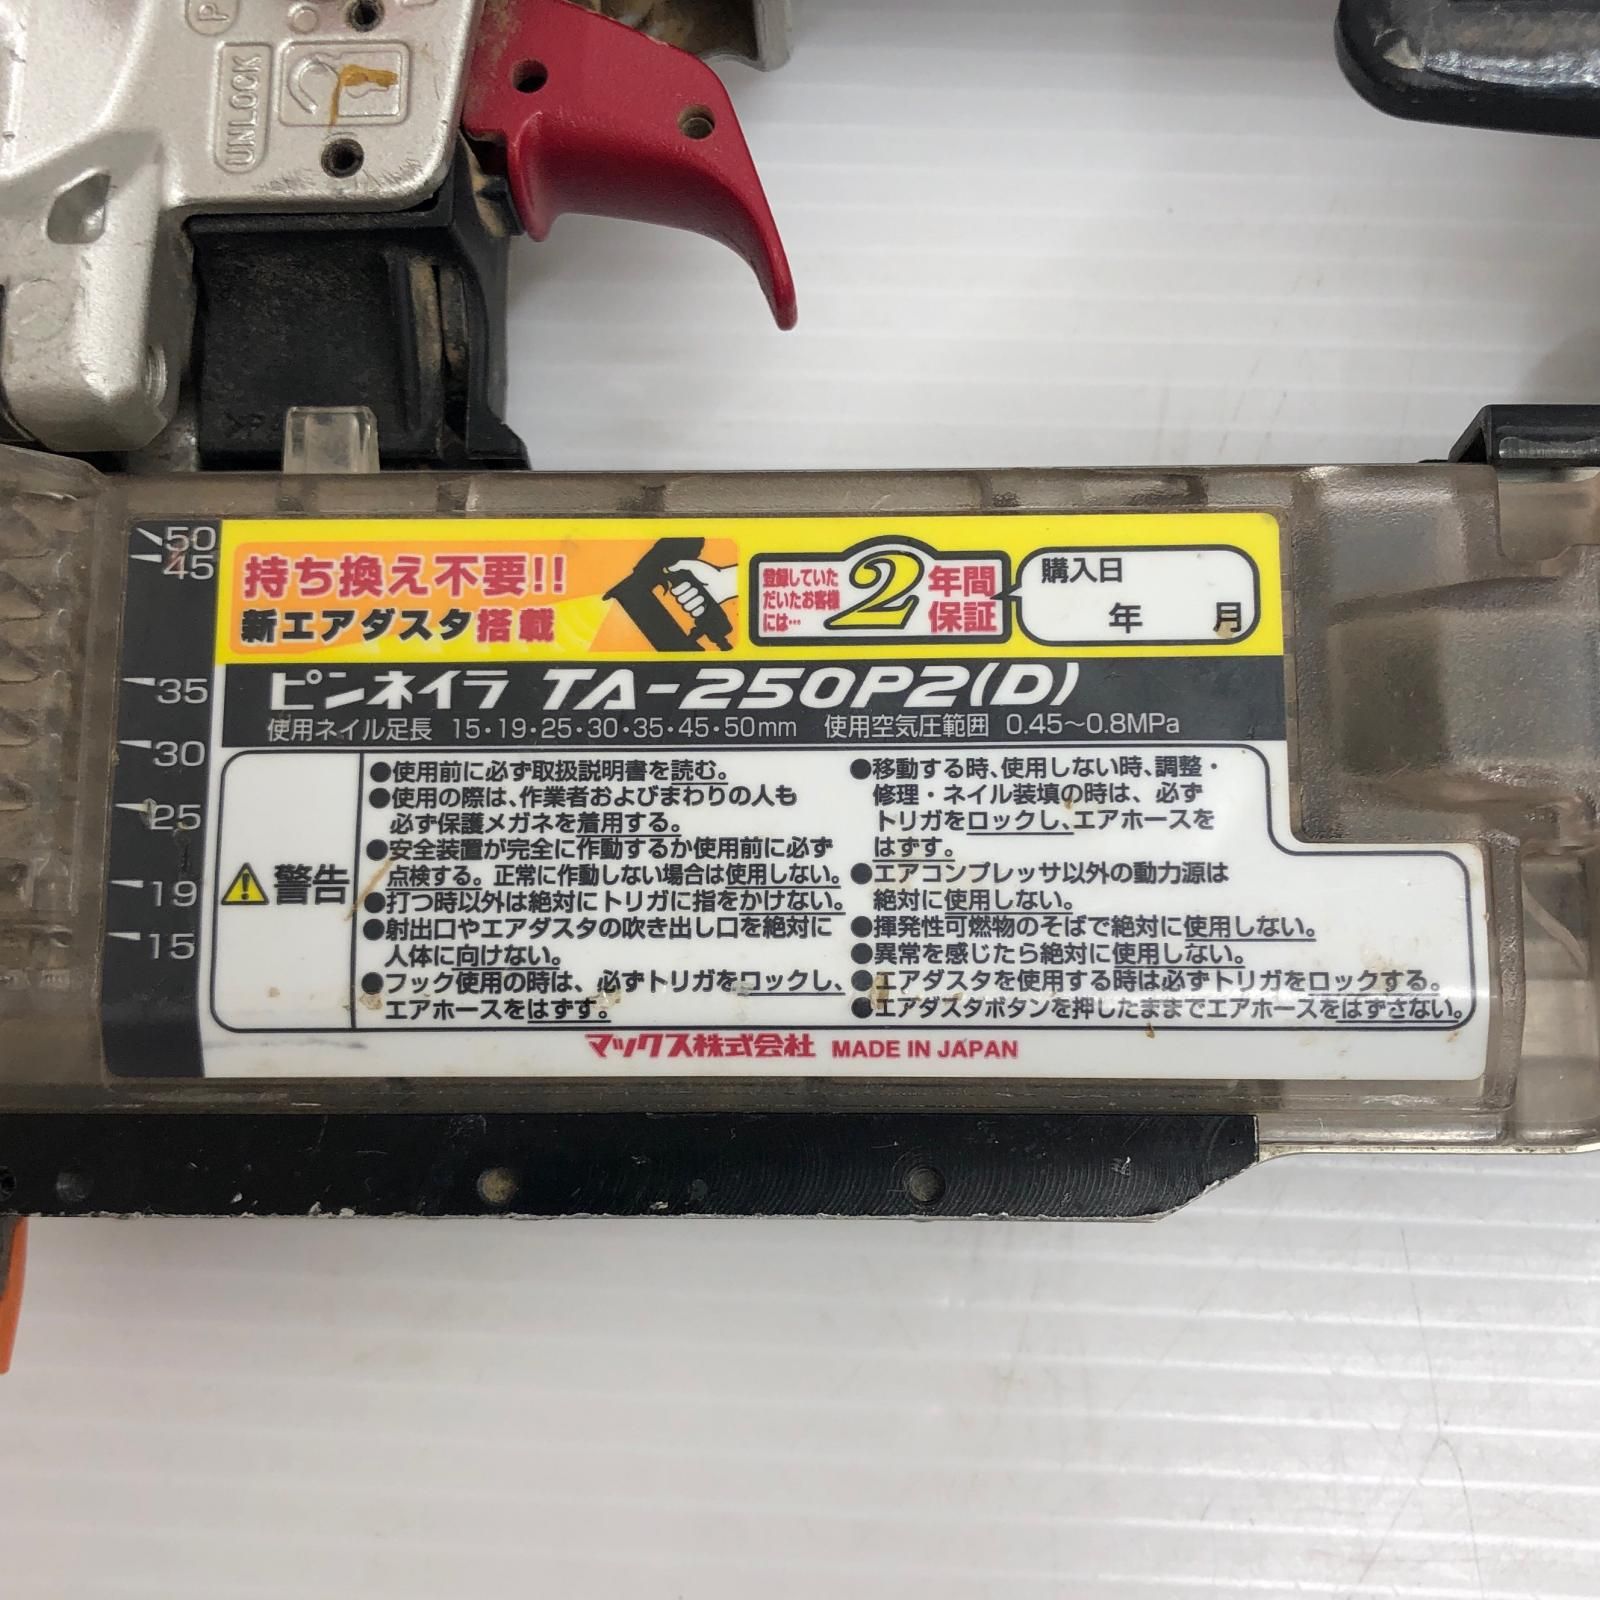 UNLOCK
50
45
35
30
25
19
15
持ち換え不要!!
新エアダスタ搭載
登録していた
だいたお客様
には…
2年間
保証
購入日
年 月
ピンネイラ TA-250P2(D)
使用ネイル足長 15・19・25・30・35・45・50mm 使用空気圧範囲 0.45～0.8MPa
警告
●使用前に必ず取扱説明書を読む。
●使用の際は、作業者およびまわりの人も
必ず保護メガネを着用する。
●安全装置が完全に作動するか使用前に必ず
点検する。正常に作動しない場合は使用しない。
●打つ時以外は絶対にトリガに指をかけない。
●射出口やエアダスタの吹き出し口を絶対に
人体に向けない。
●フック使用の時は、必ずトリガをロックし、
エアホースをはずす。
●移動する時、使用しない時、調整・
修理・ネイル装填の時は、必ず
トリガをロックし、エアホースを
はずす。
●エアコンプレッサ以外の動力源は
絶対に使用しない。
●揮発性可燃物のそばで絶対に使用しない。
●異常を感じたら絶対に使用しない。
●エアダスタを使用する時は必ずトリガをロックする。
●エアダスタボタンを押したままでエアホースをはずさない。
マックス株式会社 MADE IN JAPAN